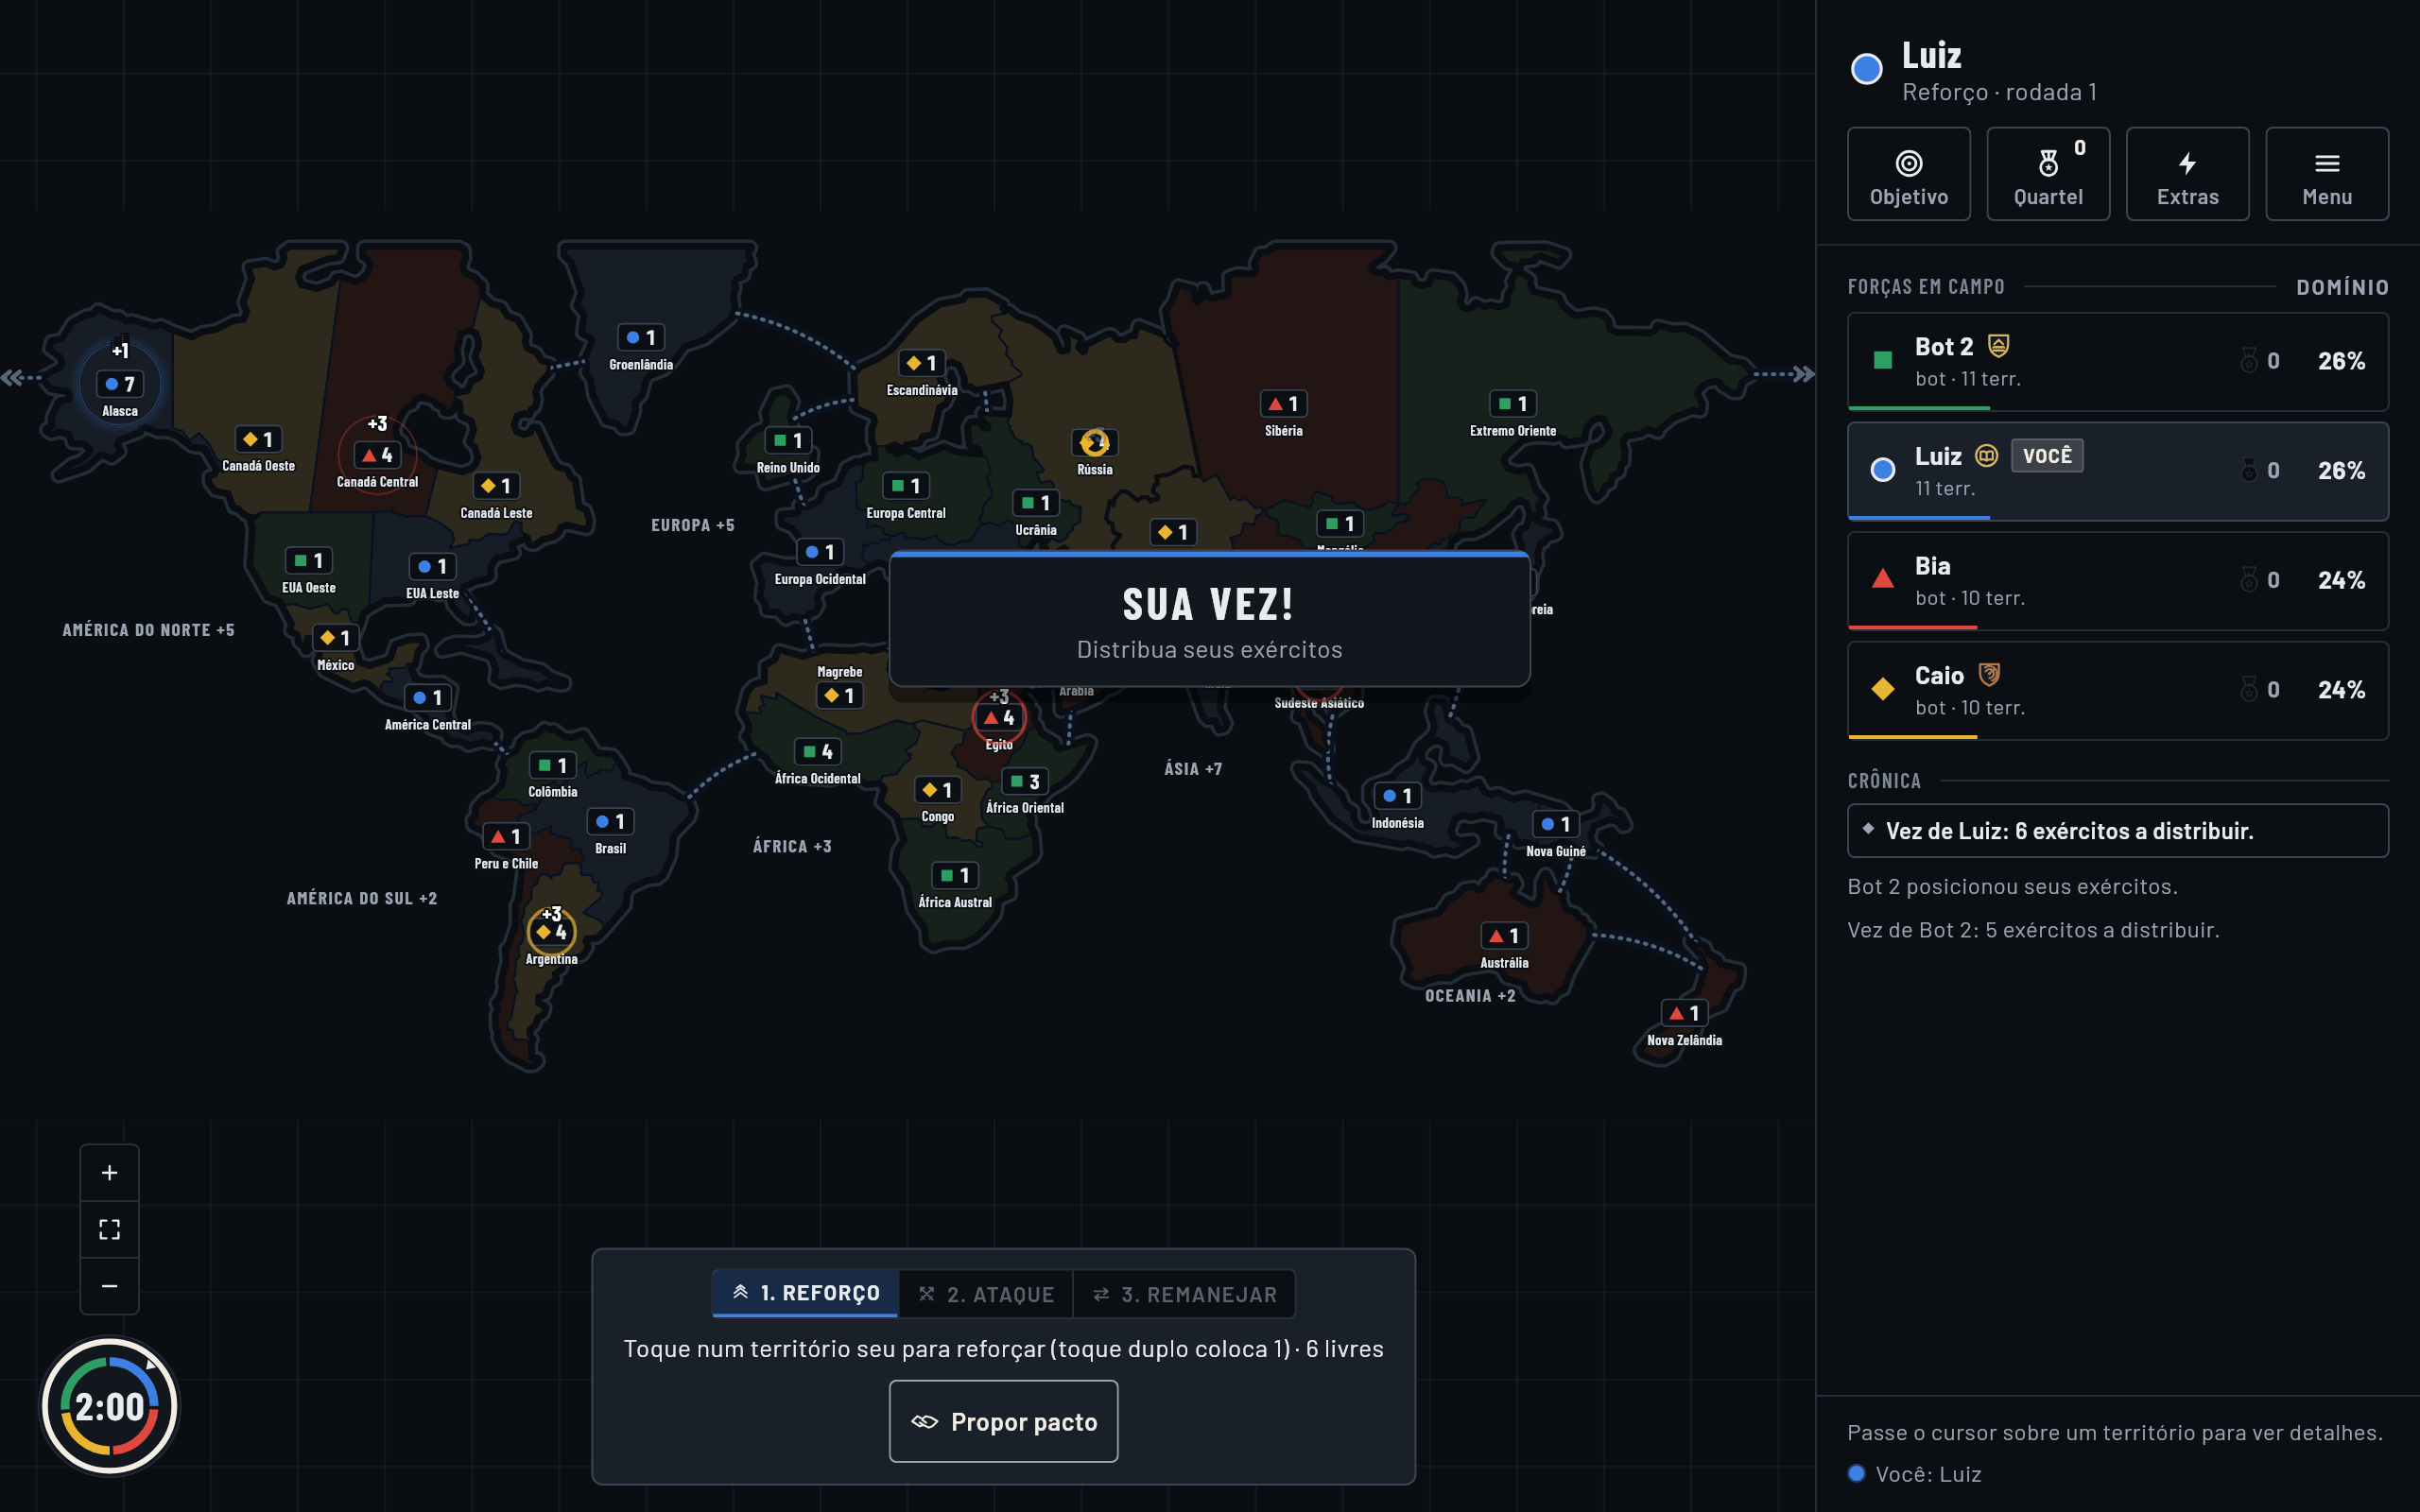 Luiz
Reforço · rodada 1
Objetivo
0
Quartel
Extras
Menu
FORÇAS EM CAMPO
DOMÍNIO
Bot 2
bot · 11 terr.
0
26%
Luiz
VOCÊ
11 terr.
0
26%
Bia
bot · 10 terr.
0
24%
Caio
bot · 10 terr.
0
24%
CRÔNICA
Vez de Luiz: 6 exércitos a distribuir.
Bot 2 posicionou seus exércitos.
Vez de Bot 2: 5 exércitos a distribuir.
Passe o cursor sobre um território para ver detalhes.
Você: Luiz
+1
7
Alasca
1
Canadá Oeste
+3
4
Canadá Central
1
Canadá Leste
1
Groenlândia
1
EUA Oeste
1
EUA Leste
1
México
1
América Central
AMÉRICA DO NORTE +5
1
Colômbia
1
Brasil
1
Peru e Chile
+3
4
Argentina
AMÉRICA DO SUL +2
EUROPA +5
1
Escandinávia
1
Reino Unido
1
Europa Central
1
Ucrânia
1
Europa Ocidental
Rússia
1
Sibéria
1
Extremo Oriente
1
1
SUA VEZ!
Distribua seus exércitos
Magrebe
1
+3
4
Egito
4
África Ocidental
1
Congo
3
África Oriental
1
África Austral
ÁFRICA +3
Arábia
Sudeste Asiático
ÁSIA +7
1
Indonésia
1
Nova Guiné
1
Austrália
OCEANIA +2
1
Nova Zelândia
2:00
1. REFORÇO
2. ATAQUE
3. REMANEJAR
Toque num território seu para reforçar (toque duplo coloca 1) · 6 livres
Propor pacto